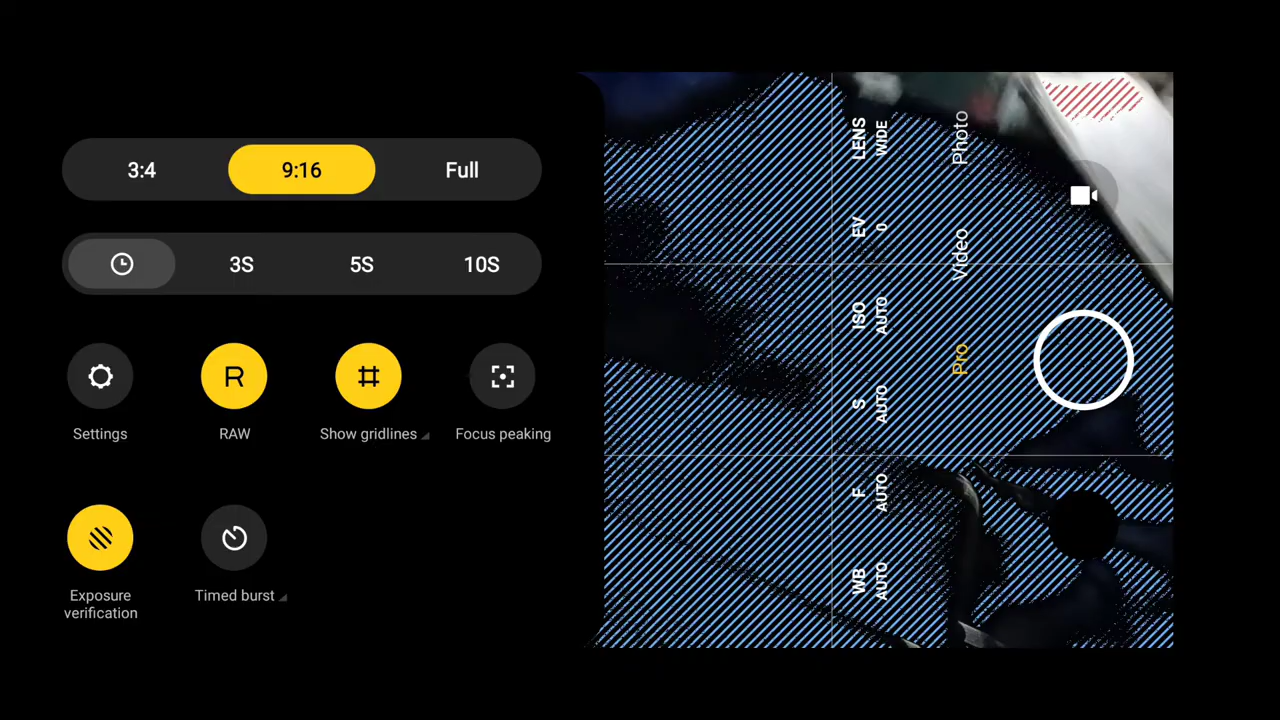 3:4 9:16 Full
3S 5S 10S
Settings RAW Show gridlines Focus peaking
Exposure
verification
Timed burst
LENS
WIDE
EV
0
ISO
AUTO
S
AUTO
F
AUTO
WB
AUTO
Photo
Video
Pro